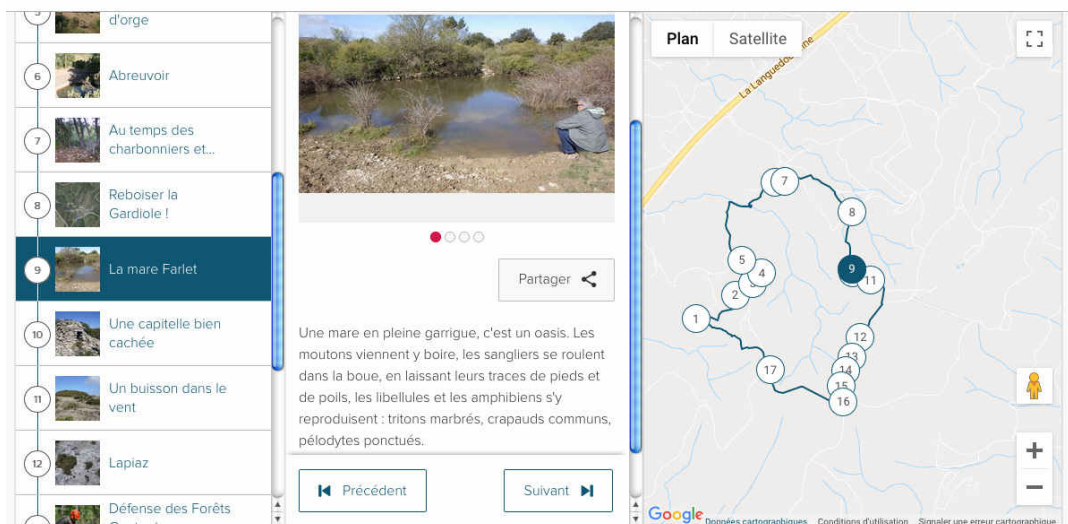 d'orge
6
Abreuvoir
7
Au temps des
charbonniers et...
8
Reboiser la
Gardiole !
9
La mare Farlet
10
Une capitelle bien
cachée
11
Un buisson dans le
vent
12
Lapiaz
Défense des Forêts
Partager
Une mare en pleine garrigue, c'est un oasis. Les
moutons viennent y boire, les sangliers se roulent
dans la boue, en laissant leurs traces de pieds et
de poils, les libellules et les amphibiens s'y
reproduisent : tritons marbrés, crapauds communs,
pélodytes ponctués.
Précédent
Suivant
Plan
Satellite
La Languedocienne
7
8
5
4
9
11
2
1
12
13
14
17
15
16
Google
Données cartographiques
Conditions d'utilisation
Signaler une erreur cartographique